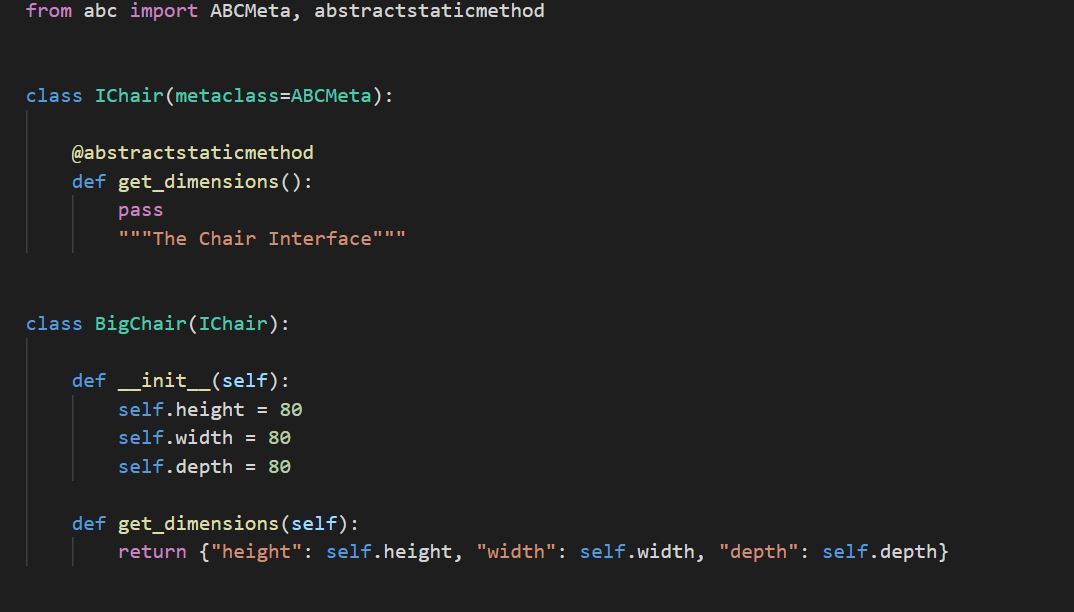 from abc import ABCMeta, abstractstaticmethod
class IChair(metaclass=ABCMeta):
@abstractstaticmethod
def get_dimensions():
pass
"""The Chair Interface"""
class BigChair(IChair):
def __init__(self):
self.height = 80
self.width = 80
self.depth = 80
def get_dimensions(self):
return {"height": self.height, "width": self.width, "depth": self.depth}